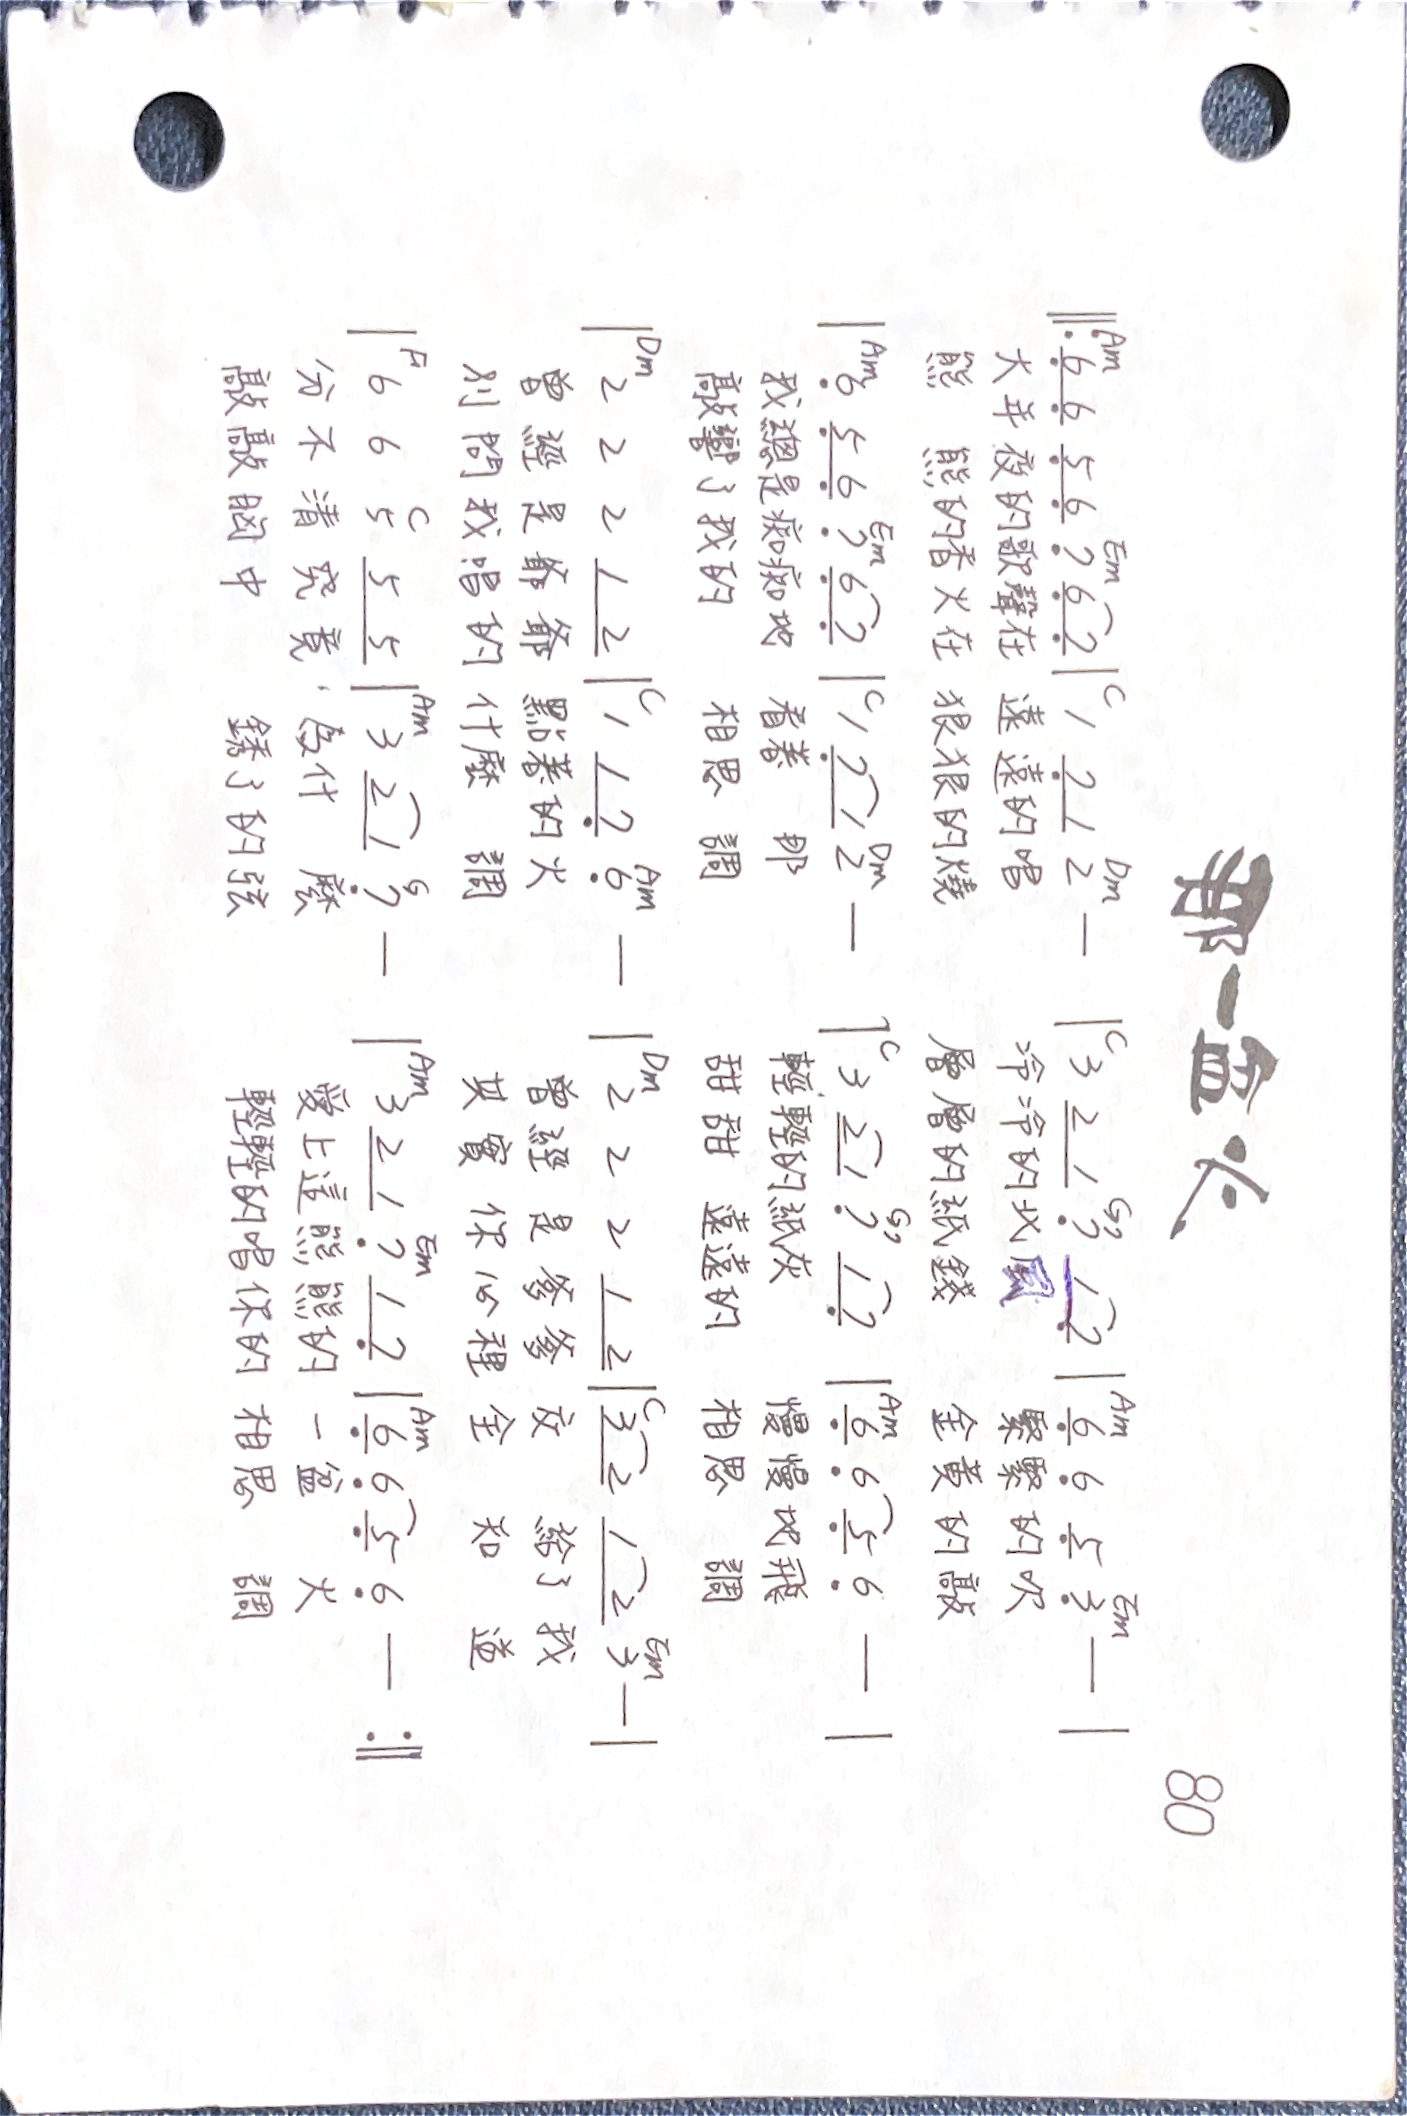 那一盆火
80
Am Em C Dm C G7 Am Em
‖: 6 6 5 6 7 6 7 | 1 7 1 2 — | 3 2 1 7 1 7 | 6 6 5 3 — |
大年夜的歌聲在 遠遠的唱 冷冷的北風 緊緊的吹
熊 熊的香火在 狠狠的燒 層層的紙錢 金黃的敲
Am Em C Dm C G7 Am
| 6 5 6 7 6 7 | 1 7 1 2 — | 3 2 1 7 1 7 | 6 6 5 6 — |
我總是痴痴地 看著 那 輕輕的紙灰 慢慢地飛
敲響了我的 相思 調 甜甜 遠遠的 相思 調
Dm C Am Dm C Em
| 2 2 2 1 2 | 1 1 7 6 — | 2 2 2 1 2 | 3 2 1 2 3 — |
曾經是爺爺 點著的火 曾經是爹爹 交 給了我
別問我唱的 什麼 調 其實你心裡 全 知 道
F C Am G Am Em Am
| 6 6 5 5 5 | 3 2 1 7 — | 3 2 1 7 1 7 | 6 6 5 6 — :‖
分不清究竟 為什 麼 愛上這熊熊的 一盆 火
敲敲胸中 銹了的弦 輕輕的唱你的 相思 調